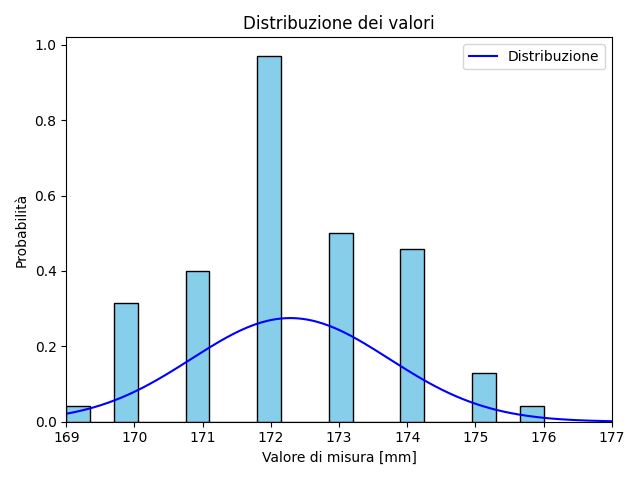 Distribuzione dei valori
Distribuzione
Probabilità
1.0
0.8
0.6
0.4
0.2
0.0
169 170 171 172 173 174 175 176 177
Valore di misura [mm]